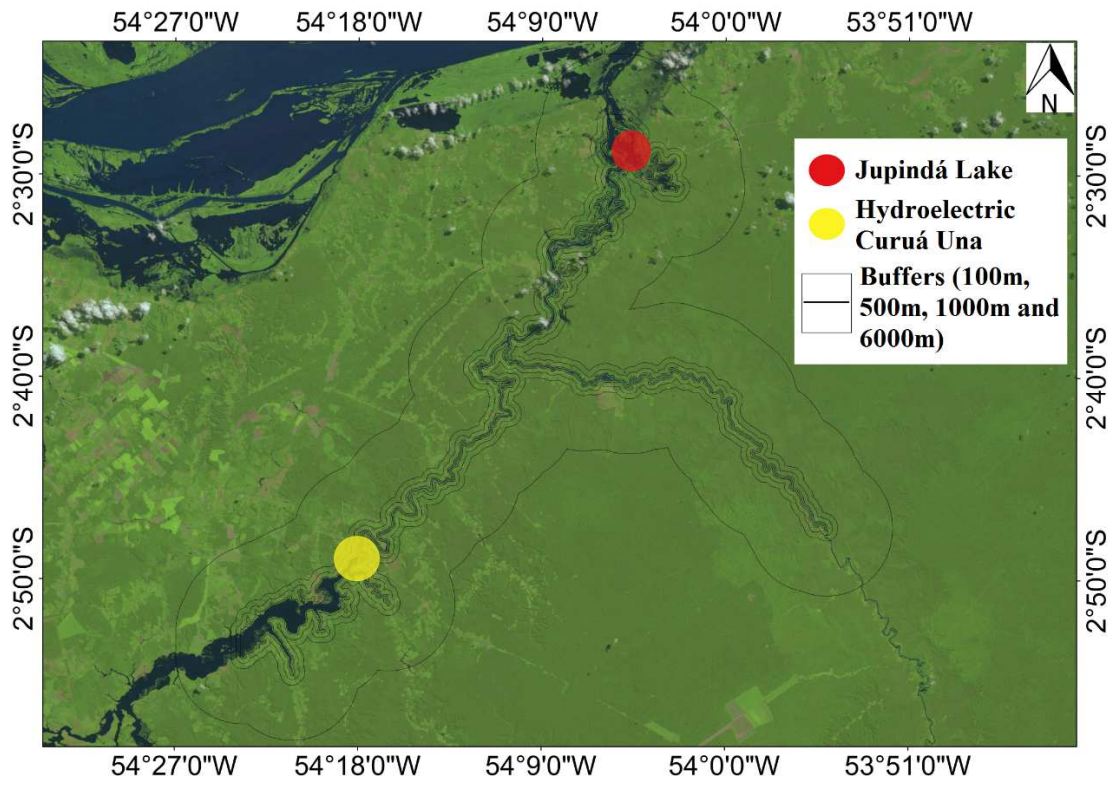 54°27'0"W 54°18'0"W 54°9'0"W 54°0'0"W 53°51'0"W
N
2°30'0"S
2°30'0"S
Jupindá Lake
Hydroelectric
Curuá Una
Buffers (100m,
500m, 1000m and
6000m)
2°40'0"S
2°40'0"S
2°50'0"S
2°50'0"S
54°27'0"W 54°18'0"W 54°9'0"W 54°0'0"W 53°51'0"W